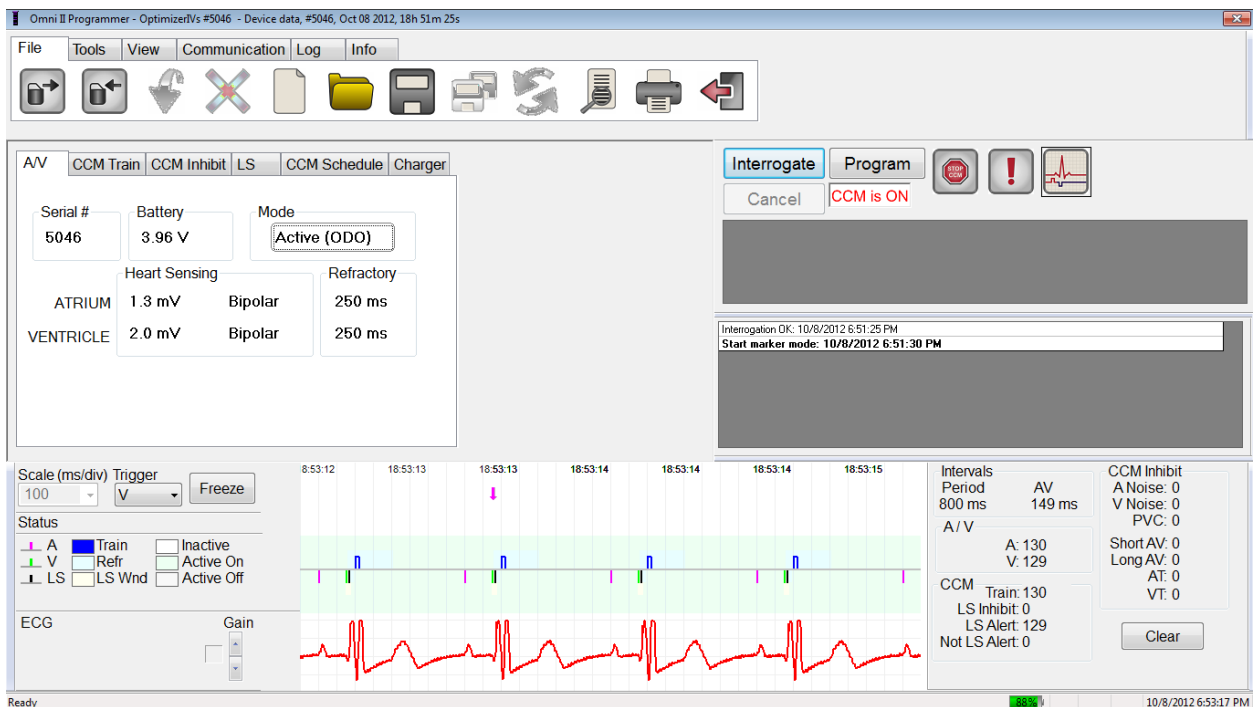 Omni II Programmer - OptimizerIVs #5046 - Device data, #5046, Oct 08 2012, 18h 51m 25s
File Tools View Communication Log Info
A/V CCM Train CCM Inhibit LS CCM Schedule Charger
Serial # Battery Mode
5046 3.96 V Active (ODO)
Heart Sensing Refractory
ATRIUM 1.3 mV Bipolar 250 ms
VENTRICLE 2.0 mV Bipolar 250 ms
Interrogate Program STOP CCM !
Cancel CCM is ON
Interrogation OK: 10/8/2012 6:51:25 PM
Start marker mode: 10/8/2012 6:51:30 PM
Scale (ms/div) Trigger
100 V Freeze
Status
A Train Inactive
V Refr Active On
LS LS Wnd Active Off
ECG Gain
8:53:12 18:53:13 18:53:13 18:53:14 18:53:14 18:53:14 18:53:15
Intervals
Period AV
800 ms 149 ms
A / V
A: 130
V: 129
CCM
Train: 130
LS Inhibit: 0
LS Alert: 129
Not LS Alert: 0
CCM Inhibit
A Noise: 0
V Noise: 0
PVC: 0
Short AV: 0
Long AV: 0
AT: 0
VT: 0
Clear
Ready 88% 10/8/2012 6:53:17 PM